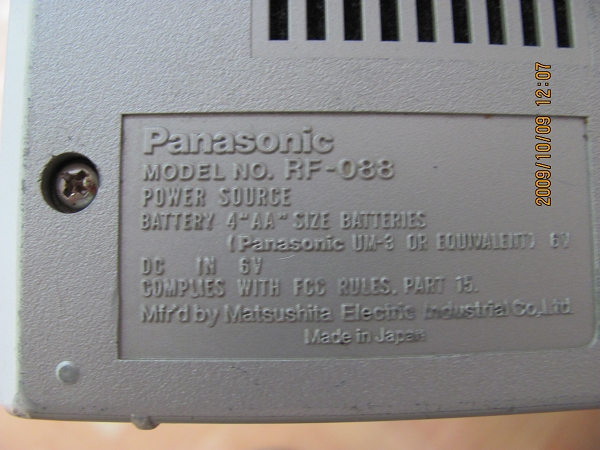 Panasonic
MODEL NO. RF-088
POWER SOURCE
BATTERY 4"AA"SIZE BATTERIES
(Panasonic UM-3 OR EQUIVALENT) 6V
DC IN 6V
COMPLIES WITH FCC RULES, PART 15.
Mfr'd by Matsushita Electric Industrial Co., Ltd.
Made in Japan
2009/10/09 12:07